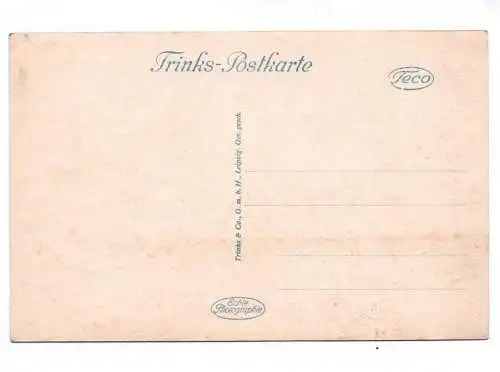 Trinks-Postkarte
Teco
Trinks & Co., G. m. b. H., Leipzig. Ges. gesch.
Echte
Photographie